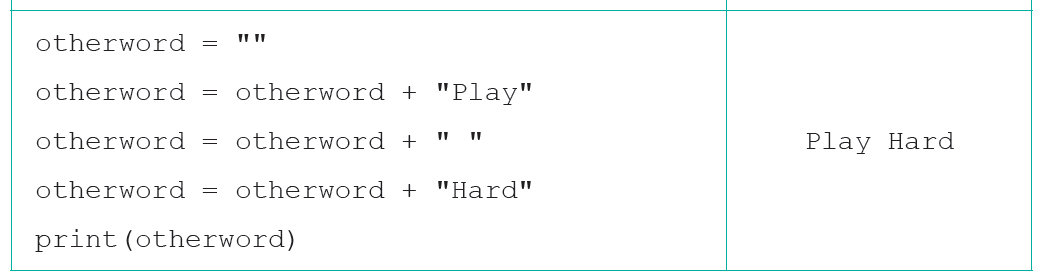 otherword = ""
otherword = otherword + "Play"
otherword = otherword + " "
otherword = otherword + "Hard"
print(otherword)
Play Hard